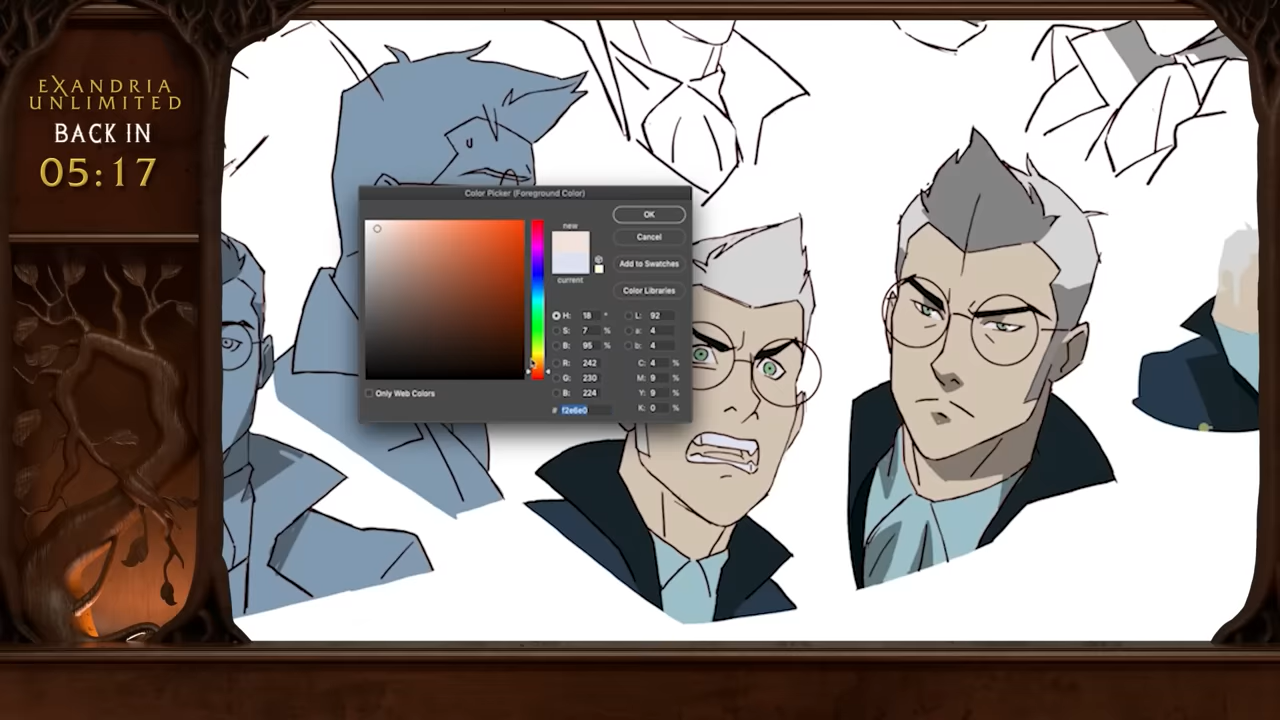 EXANDRIA
UNLIMITED
BACK IN
05:17
Color Picker (Foreground Color)
new
current
OK
Cancel
Add to Swatches
Color Libraries
H: 18 °
S: 7 %
B: 95 %
R: 242
G: 230
B: 224
# f2e6e0
L: 92
a: 4
b: 4
C: 4 %
M: 9 %
Y: 9 %
K: 0 %
Only Web Colors